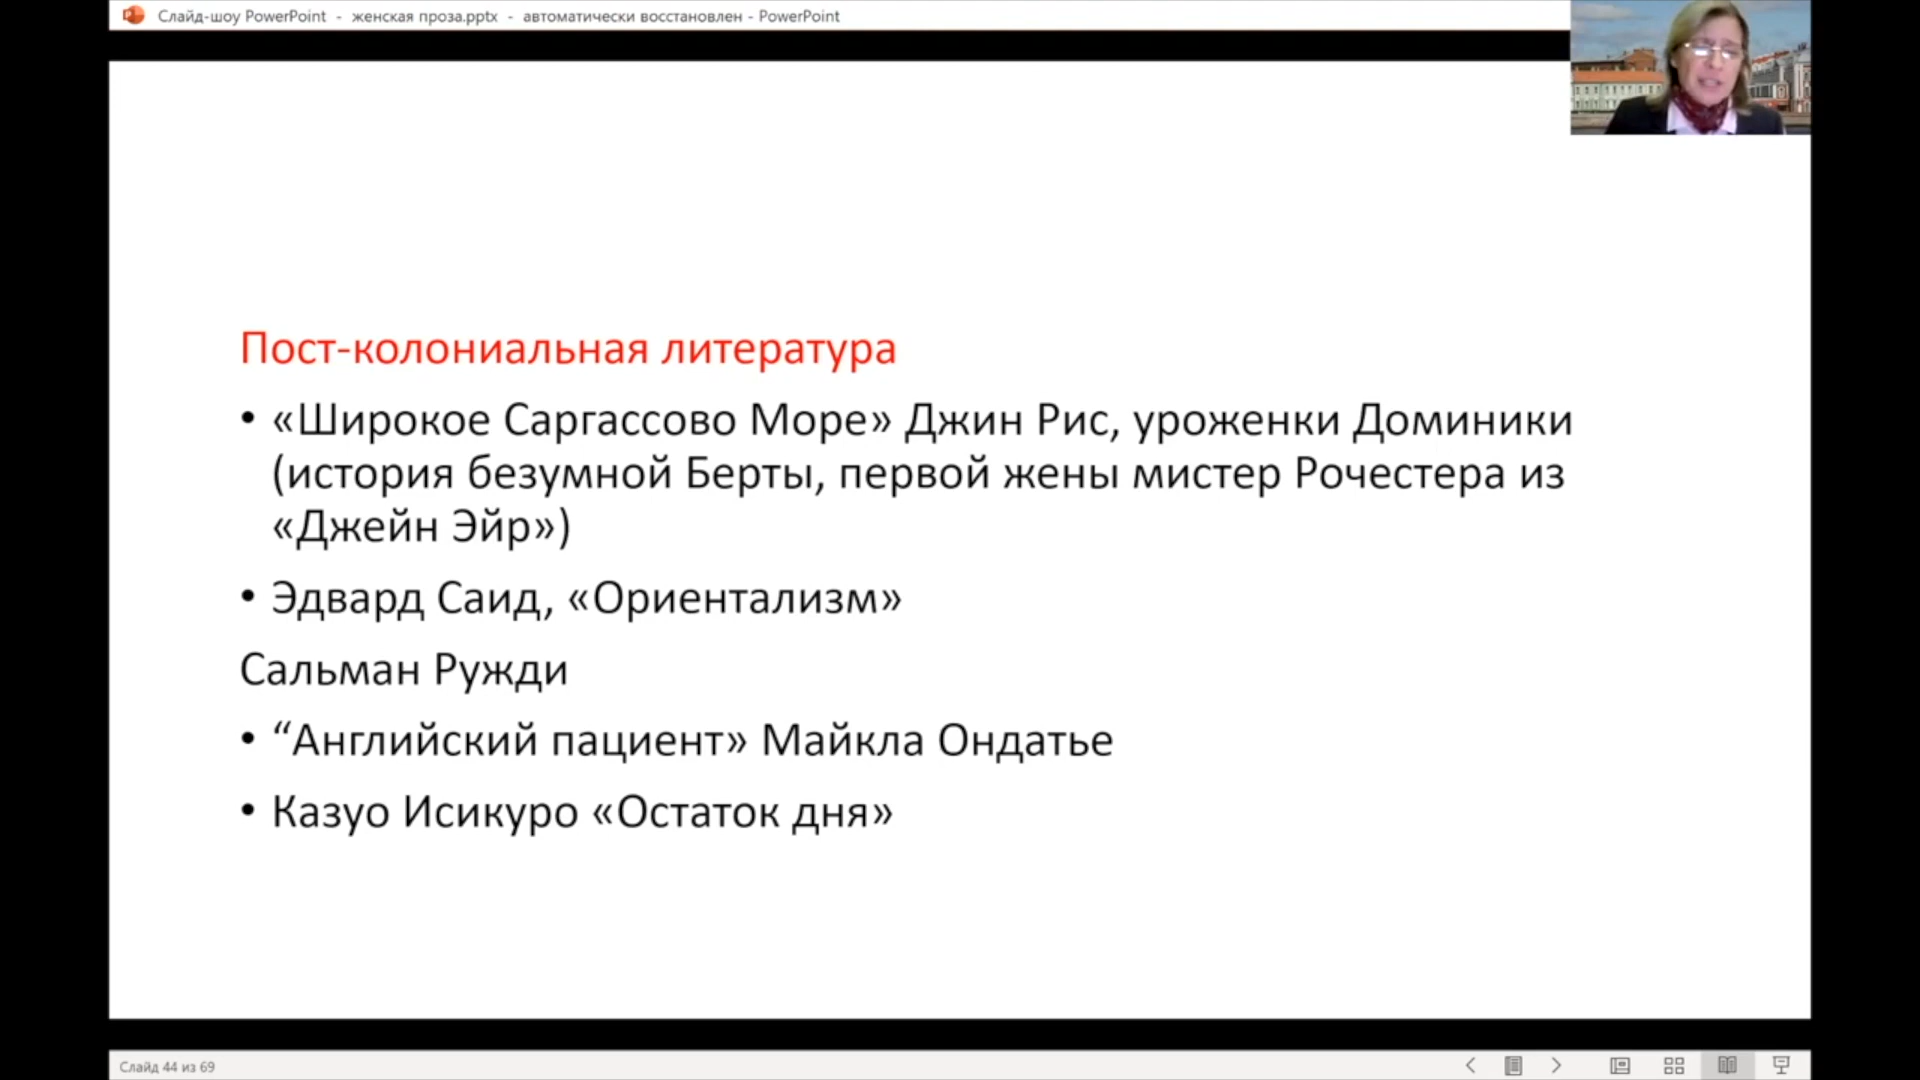 Слайд-шоу PowerPoint - женская проза.pptx - автоматически восстановлен - PowerPoint
Пост-колониальная литература
• «Широкое Саргассово Море» Джин Рис, уроженки Доминики
(история безумной Берты, первой жены мистер Рочестера из
«Джейн Эйр»)
• Эдвард Саид, «Ориентализм»
Сальман Ружди
• “Английский пациент» Майкла Ондатье
• Казуо Исикуро «Остаток дня»
Слайд 44 из 69